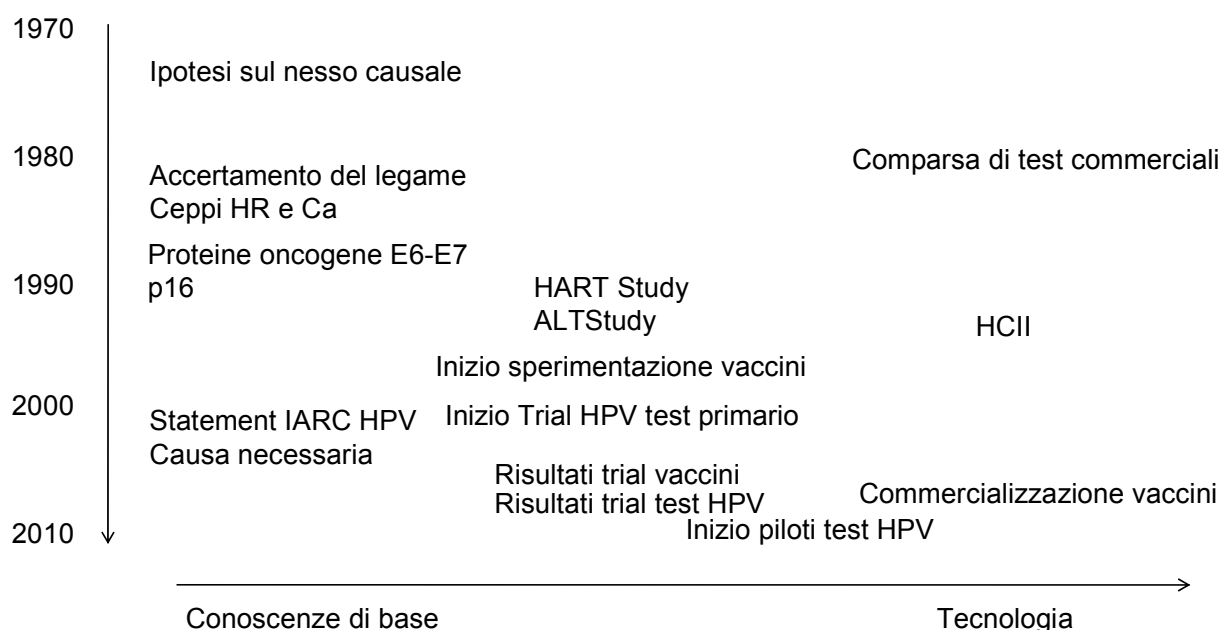 1970
Ipotesi sul nesso causale
1980
Comparsa di test commerciali
Accertamento del legame
Ceppi HR e Ca
Proteine oncogene E6-E7
1990
p16
HART Study
ALTStudy
HCII
Inizio sperimentazione vaccini
2000
Statement IARC HPV
Causa necessaria
Inizio Trial HPV test primario
Risultati trial vaccini
Risultati trial test HPV
Commercializzazione vaccini
2010
Inizio piloti test HPV
Conoscenze di base
Tecnologia